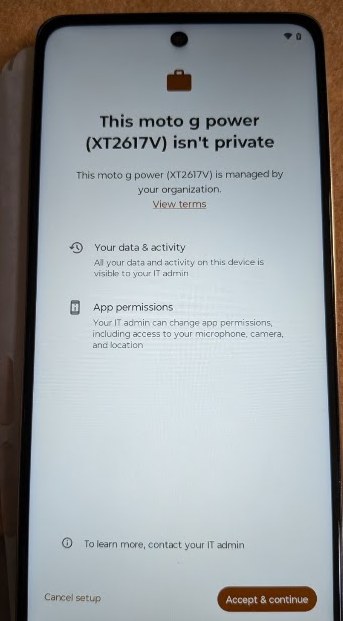 This moto g power
(XT2617V) isn't private
This moto g power (XT2617V) is managed by
your organization.
View terms
Your data & activity
All your data and activity on this device is
visible to your IT admin
App permissions
Your IT admin can change app permissions,
including access to your microphone, camera,
and location
To learn more, contact your IT admin
Cancel setup
Accept & continue